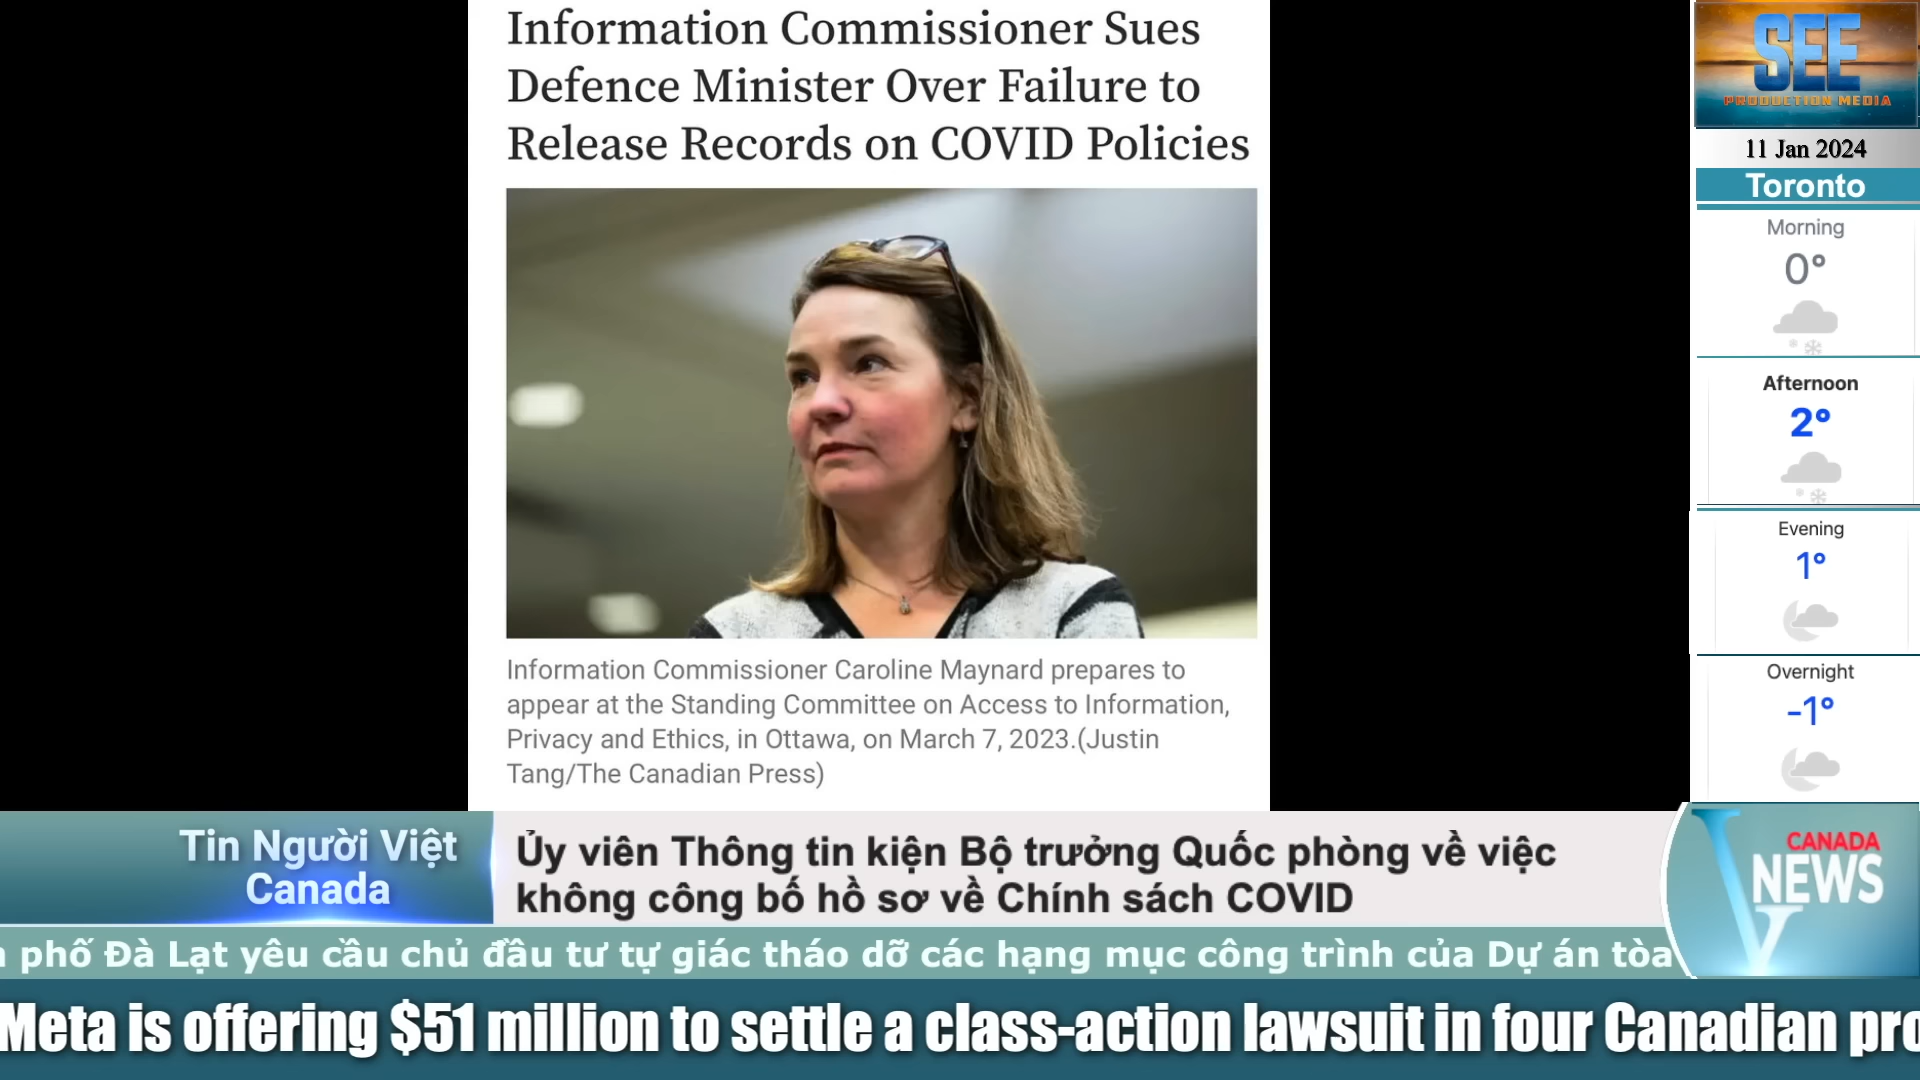 Information Commissioner Sues
Defence Minister Over Failure to
Release Records on COVID Policies
Information Commissioner Caroline Maynard prepares to
appear at the Standing Committee on Access to Information,
Privacy and Ethics, in Ottawa, on March 7, 2023.(Justin
Tang/The Canadian Press)
SEE
PRODUCTION MEDIA
11 Jan 2024
Toronto
Morning
0°
Afternoon
2°
Evening
1°
Overnight
-1°
Tin Người Việt
Canada
Ủy viên Thông tin kiện Bộ trưởng Quốc phòng về việc
không công bố hồ sơ về Chính sách COVID
V
CANADA
NEWS
phố Đà Lạt yêu cầu chủ đầu tư tự giác tháo dỡ các hạng mục công trình của Dự án tòa
Meta is offering $51 million to settle a class-action lawsuit in four Canadian pro